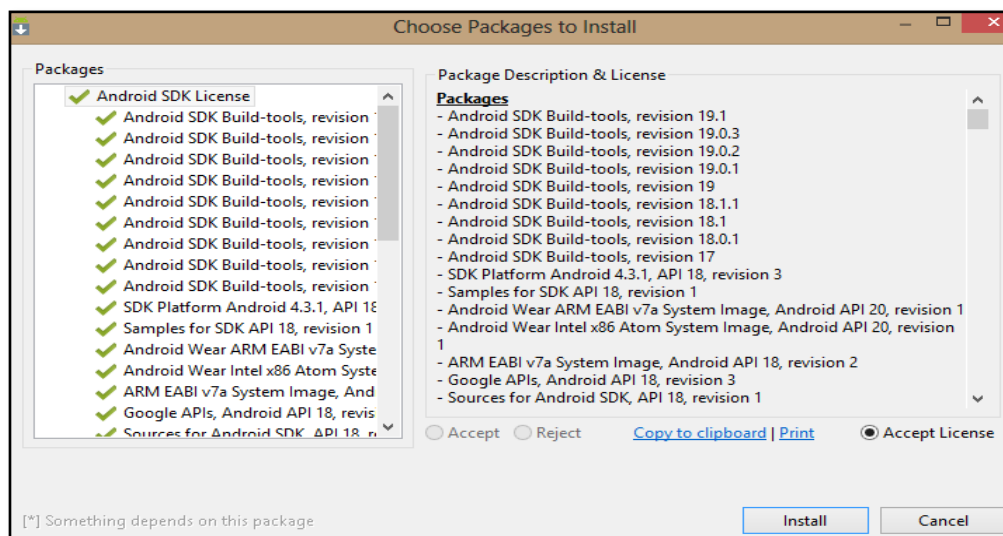 Choose Packages to Install
Packages
Android SDK License
Android SDK Build-tools, revision
Android SDK Build-tools, revision
Android SDK Build-tools, revision
Android SDK Build-tools, revision
Android SDK Build-tools, revision
Android SDK Build-tools, revision
Android SDK Build-tools, revision
Android SDK Build-tools, revision
Android SDK Build-tools, revision
SDK Platform Android 4.3.1, API 18
Samples for SDK API 18, revision 1
Android Wear ARM EABI v7a Syste
Android Wear Intel x86 Atom Syste
ARM EABI v7a System Image, And
Google APIs, Android API 18, revis
Sources for Android SDK, API 18, r
Package Description & License
Packages
- Android SDK Build-tools, revision 19.1
- Android SDK Build-tools, revision 19.0.3
- Android SDK Build-tools, revision 19.0.2
- Android SDK Build-tools, revision 19.0.1
- Android SDK Build-tools, revision 19
- Android SDK Build-tools, revision 18.1.1
- Android SDK Build-tools, revision 18.1
- Android SDK Build-tools, revision 18.0.1
- Android SDK Build-tools, revision 17
- SDK Platform Android 4.3.1, API 18, revision 3
- Samples for SDK API 18, revision 1
- Android Wear ARM EABI v7a System Image, Android API 20, revision 1
- Android Wear Intel x86 Atom System Image, Android API 20, revision
1
- ARM EABI v7a System Image, Android API 18, revision 2
- Google APIs, Android API 18, revision 3
- Sources for Android SDK, API 18, revision 1
Accept Reject Copy to clipboard | Print Accept License
[*] Something depends on this package
Install Cancel